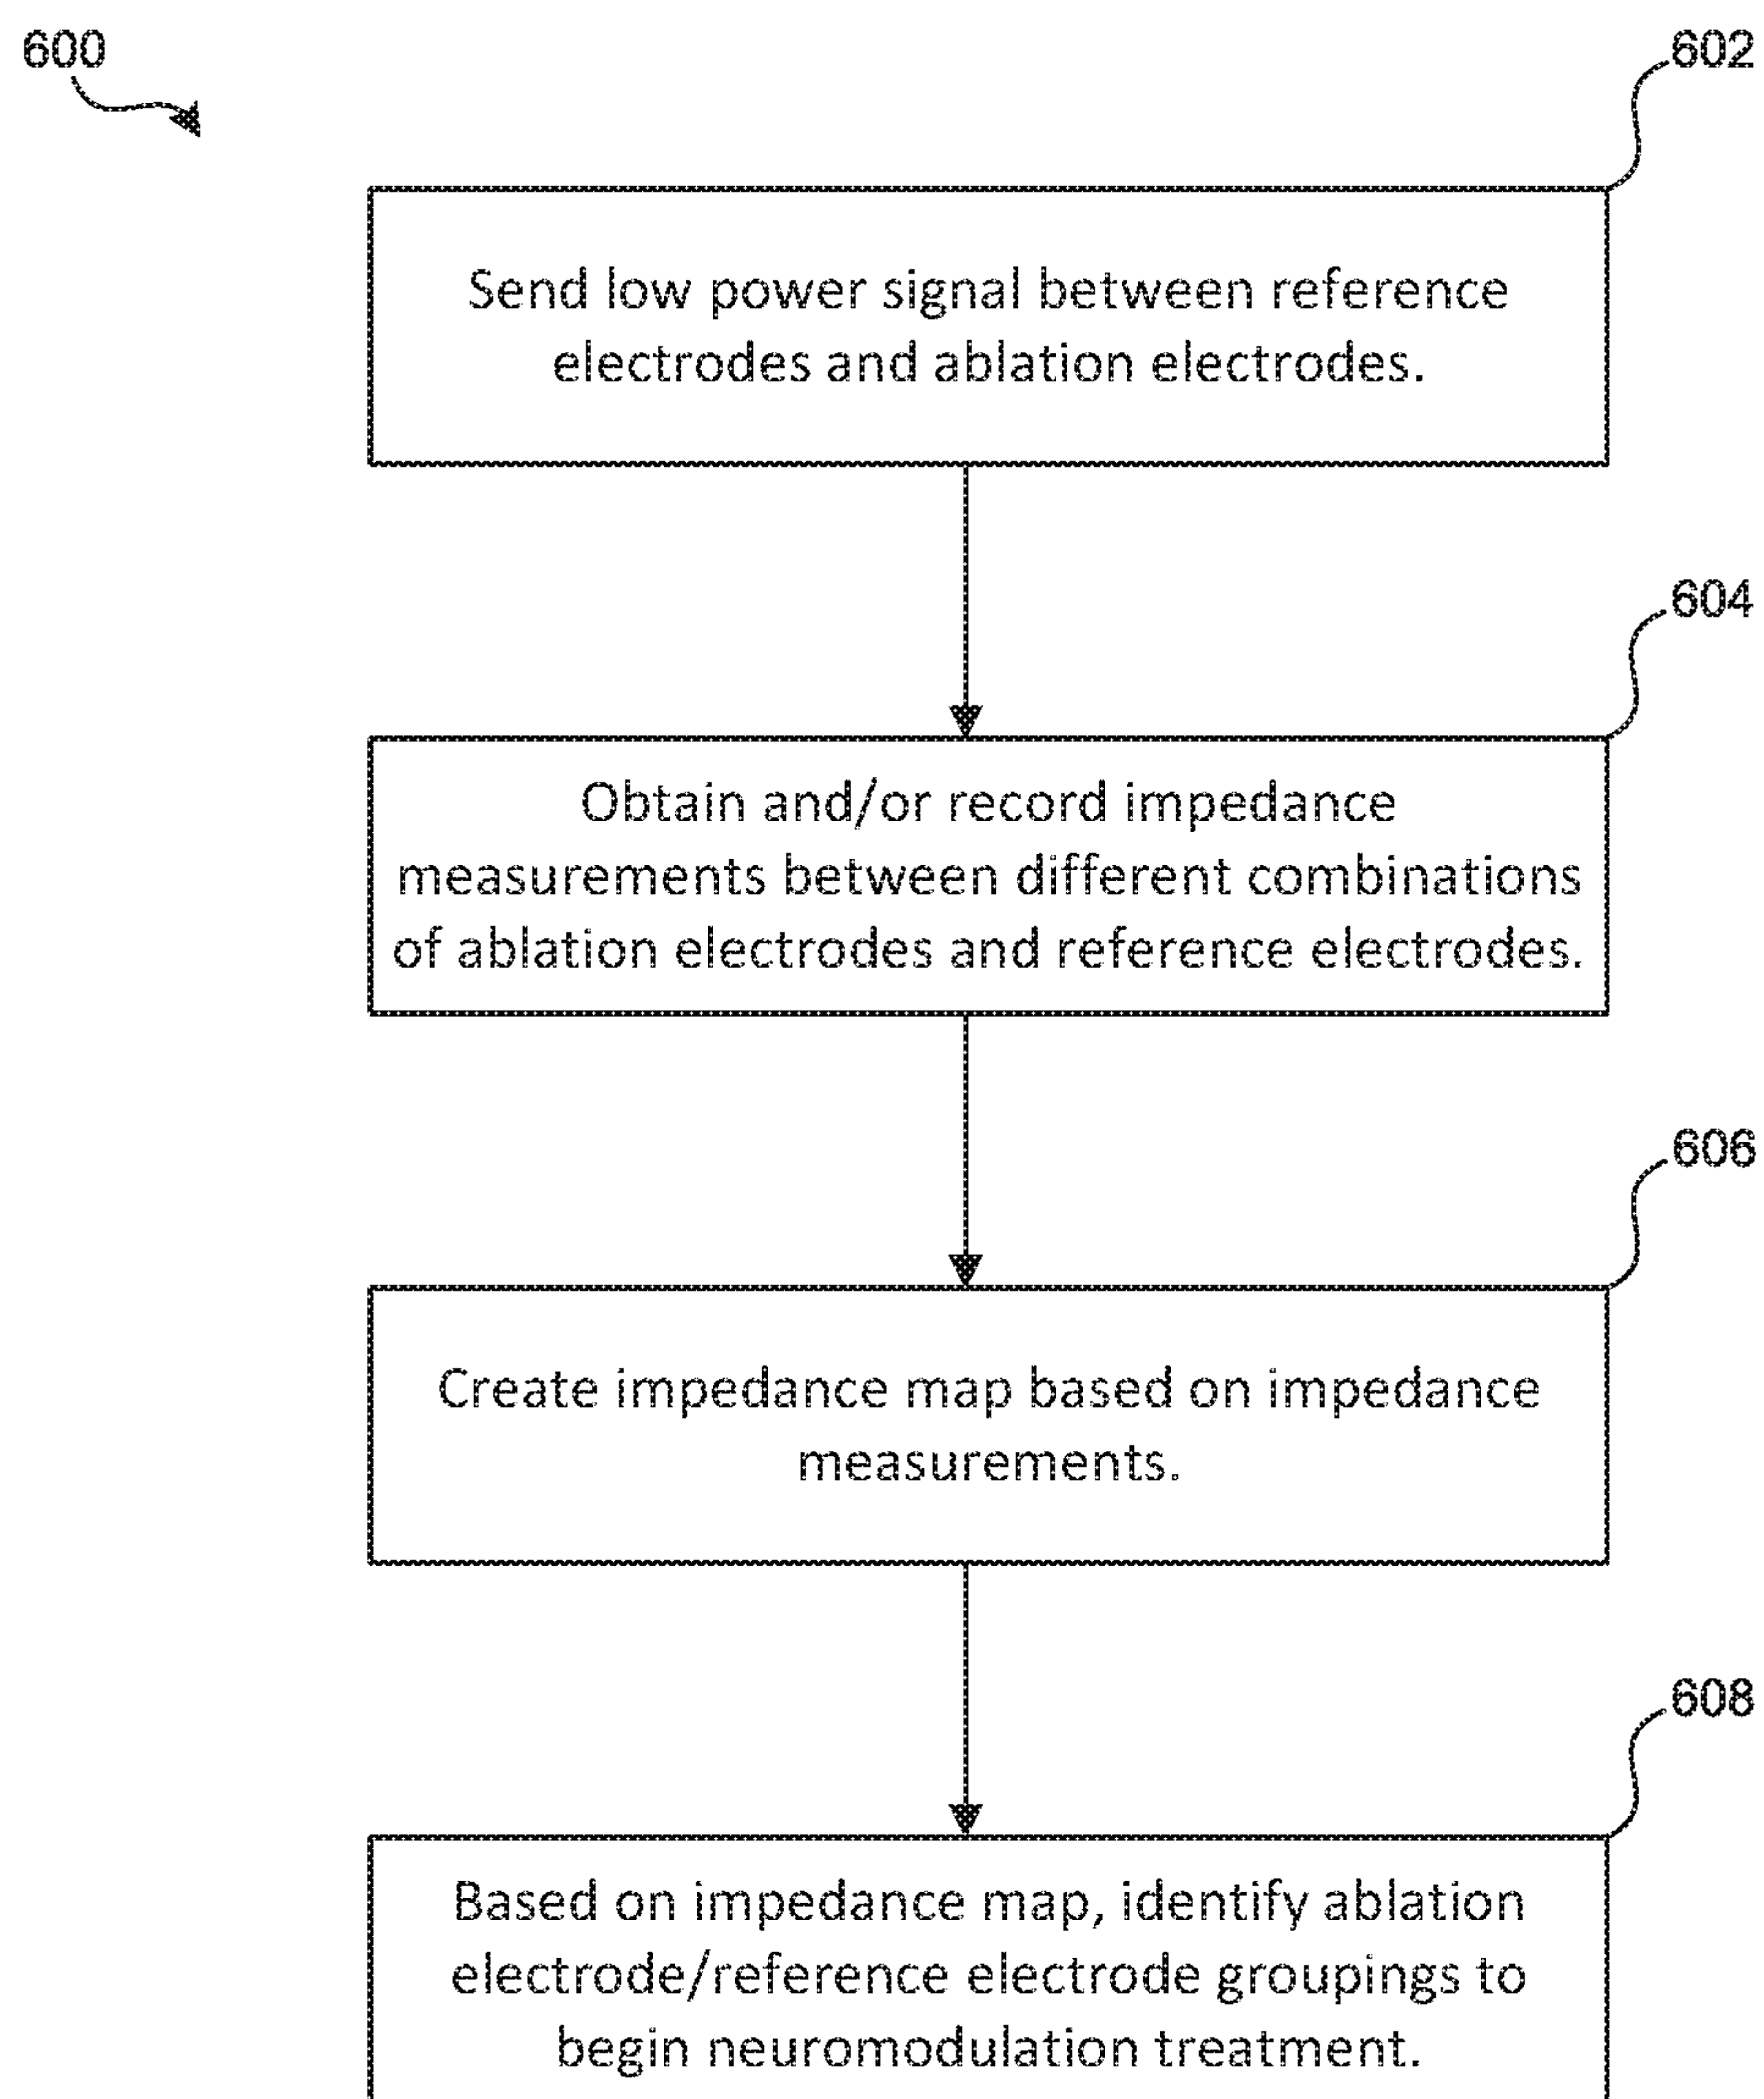 600
602
Send low power signal between reference
electrodes and ablation electrodes.
604
Obtain and/or record impedance
measurements between different combinations
of ablation electrodes and reference electrodes.
606
Create impedance map based on impedance
measurements.
608
Based on impedance map, identify ablation
electrode/reference electrode groupings to
begin neuromodulation treatment.